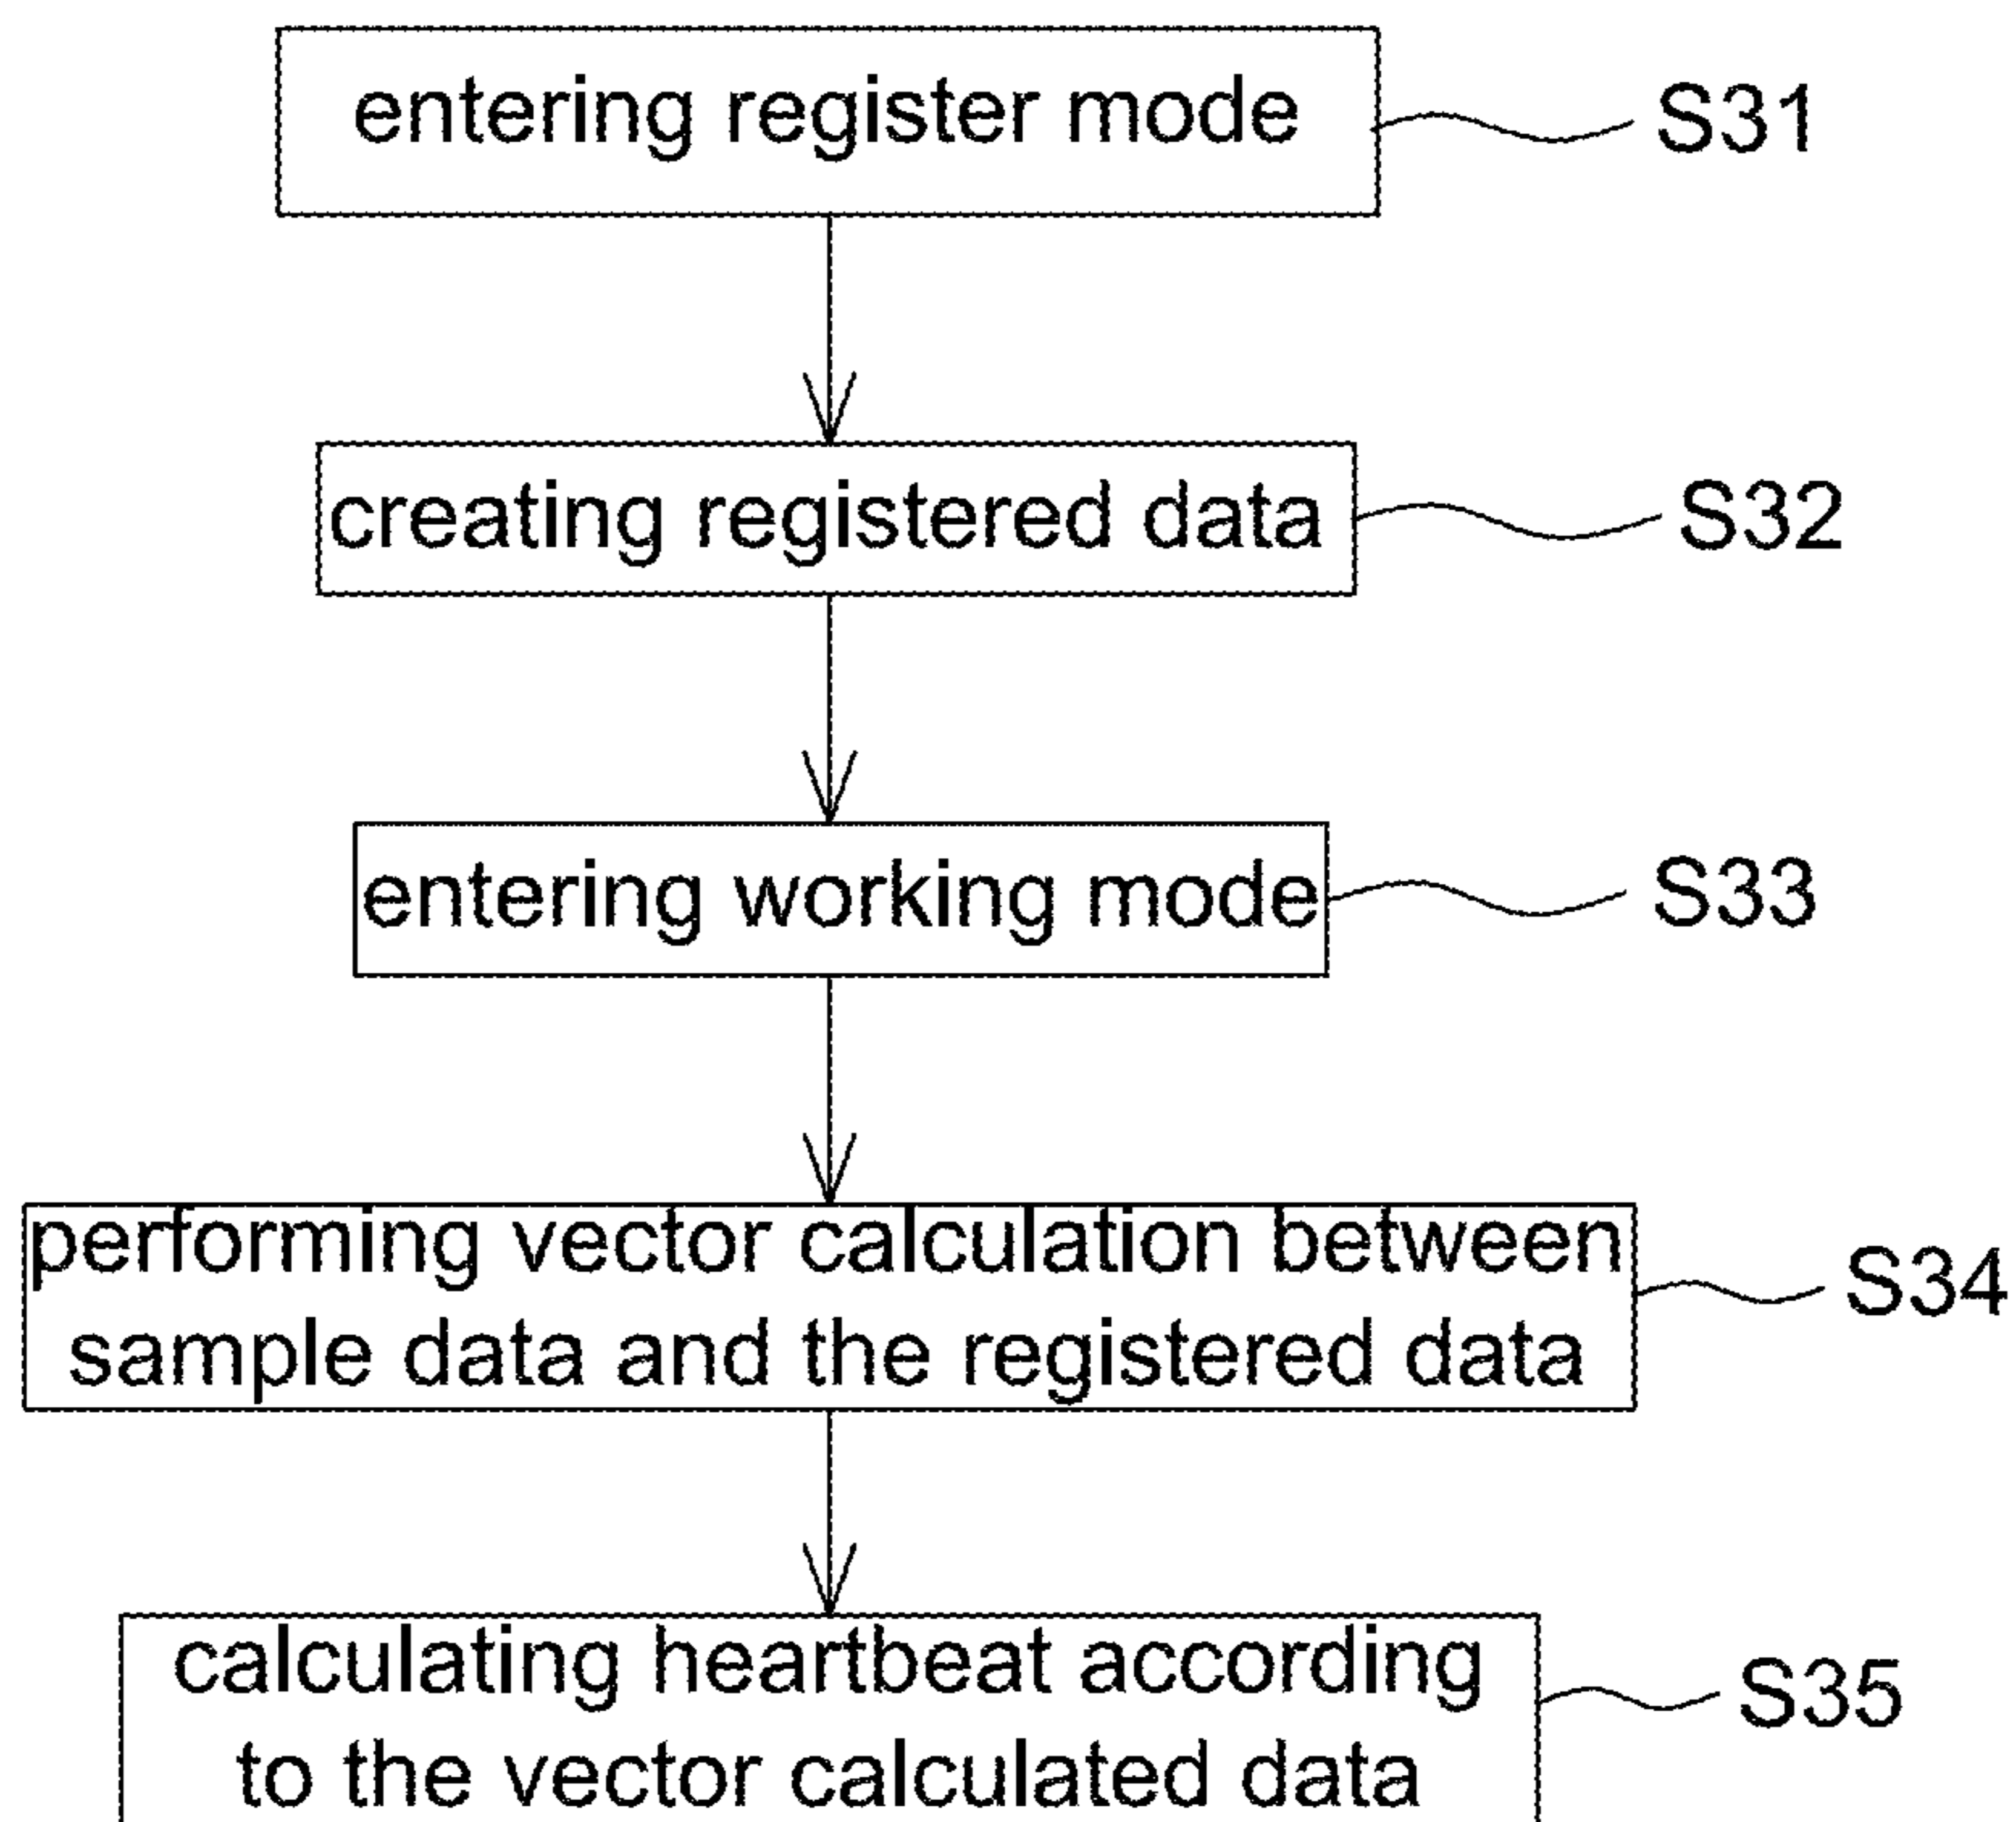 entering register mode S31
creating registered data S32
entering working mode S33
performing vector calculation between
sample data and the registered data S34
calculating heartbeat according
to the vector calculated data S35